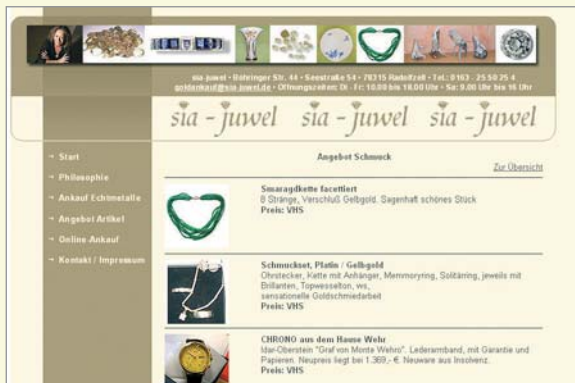 sia-juwel • Böhringer Str. 44 • Seestraße 54 • 78315 Radolfzell • Tel.: 0163 - 25 50 25 4
goldankauf@sia-juwel.de • Öffnungszeiten: Di - Fr: 10.00 bis 18.00 Uhr • Sa: 9.00 Uhr bis 16 Uhr
sia - juwel sia - juwel sia - juwel
Start
Philosophie
Ankauf Echtmetalle
Angebot Artikel
Online-Ankauf
Kontakt / Impressum
Angebot Schmuck
Zur Übersicht
Smaragdkette facettiert
8 Stränge, Verschluß Gelbgold. Sagenhaft schönes Stück
Preis: VHS
Schmuckset, Platin / Gelbgold
Ohrstecker, Kette mit Anhänger, Memmoryring, Solitärring, jeweils mit
Brillanten, Topwesselton, vvs,
sensationelle Goldschmiedarbeit
Preis: VHS
CHRONO aus dem Hause Wehr
Idar-Oberstein "Graf von Monte Wehro". Lederarmband, mit Garantie und
Papieren. Neupreis liegt bei 1.369,- €. Neuware aus Insolvenz.
Preis: VHS